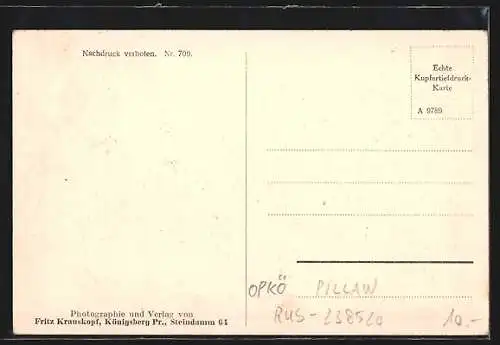 Nachdruck verboten. Nr. 709.
Echte
Kupfertiefdruck-
Karte
A 9789
OPKÖ PILLAW
RUS - 238520 10.-
Photographie und Verlag von
Fritz Krauskopf, Königsberg Pr., Steindamm 64